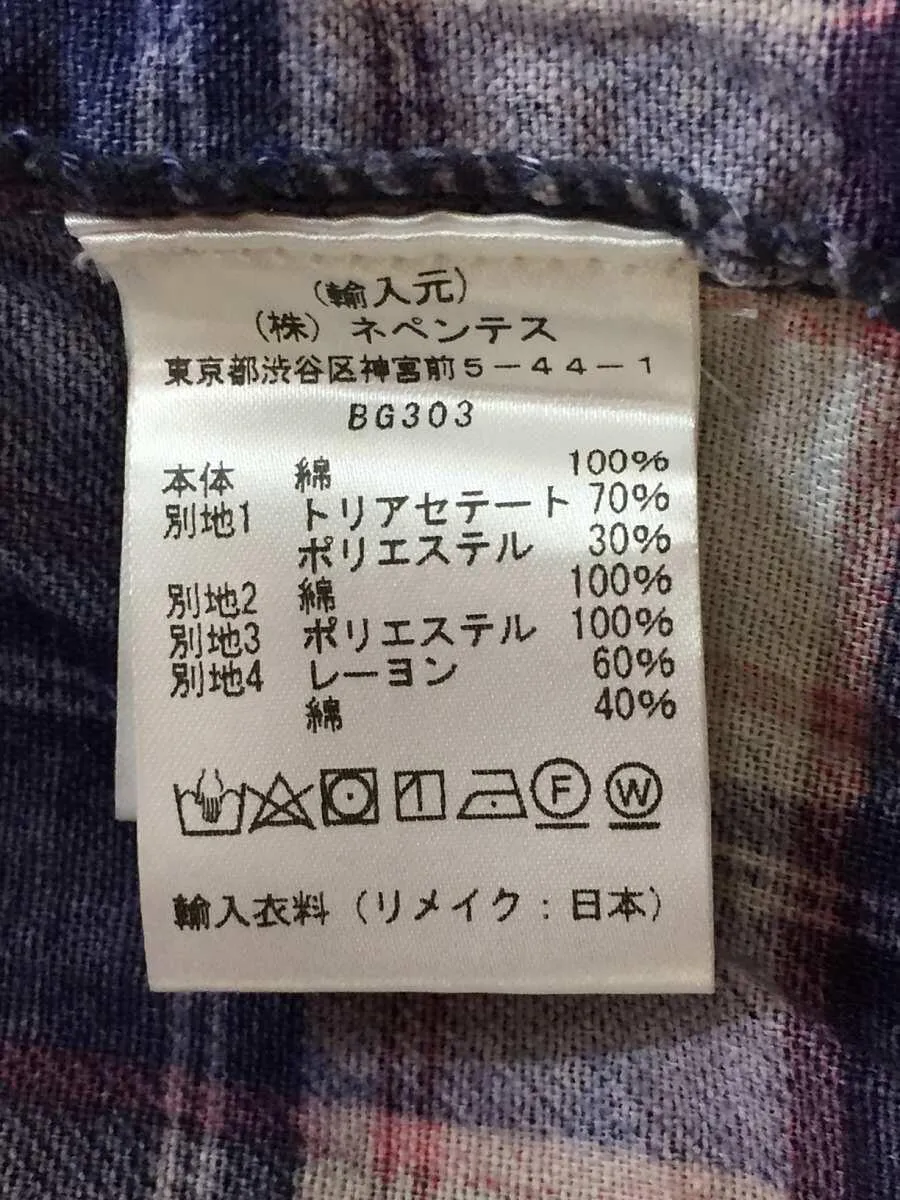 (輸入元)
(株) ネペンテス
東京都渋谷区神宮前5-44-1
BG303
本体 綿 100%
別地1 トリアセテート 70%
ポリエステル 30%
別地2 綿 100%
別地3 ポリエステル 100%
別地4 レーヨン 60%
綿 40%
F W
輸入衣料 (リメイク:日本)